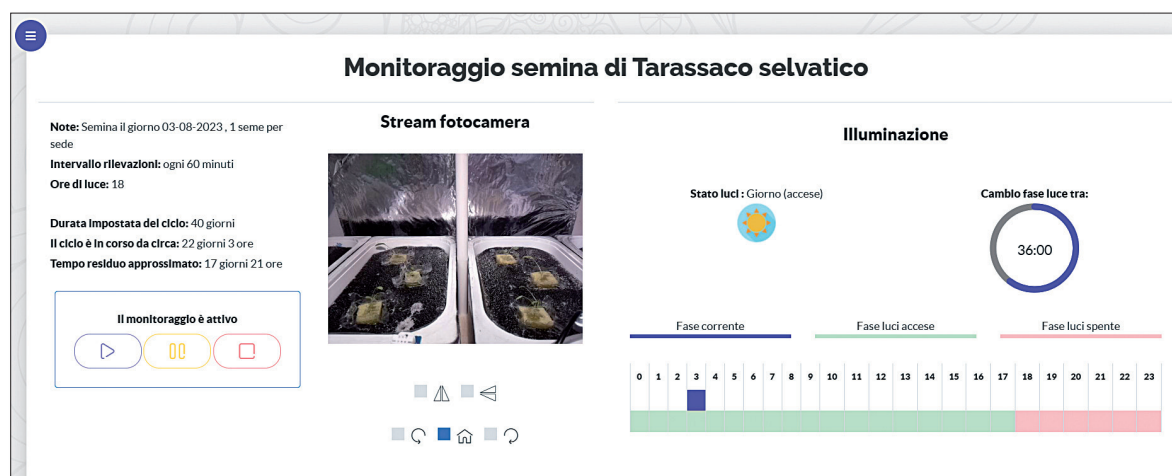 Monitoraggio semina di Tarassaco selvatico
Note: Semina il giorno 03-08-2023 , 1 seme per
sede
Intervallo rilevazioni: ogni 60 minuti
Ore di luce: 18
Durata impostata del ciclo: 40 giorni
Il ciclo è in corso da circa: 22 giorni 3 ore
Tempo residuo approssimato: 17 giorni 21 ore
Il monitoraggio è attivo
Stream fotocamera
Illuminazione
Stato luci : Giorno (accese)
Cambio fase luce tra:
36:00
Fase corrente Fase luci accese Fase luci spente
0 1 2 3 4 5 6 7 8 9 10 11 12 13 14 15 16 17 18 19 20 21 22 23